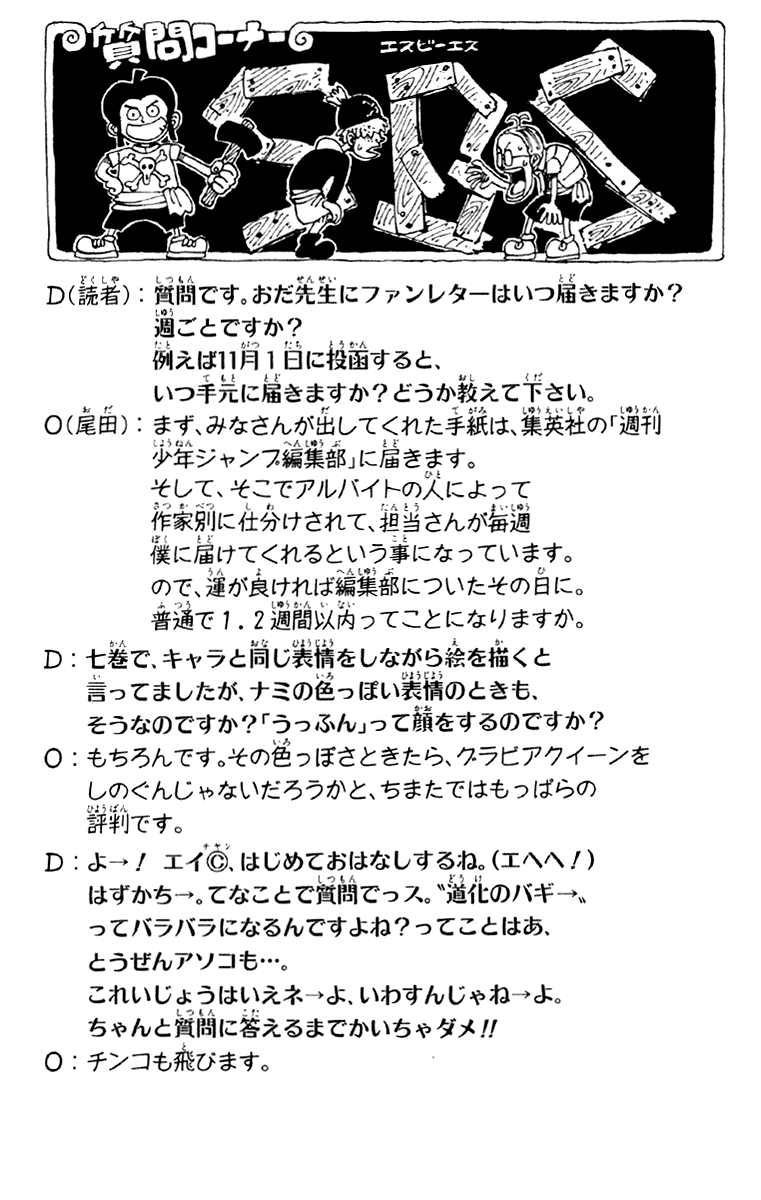 質問コーナー
エスビーエス
SBS
D(読者): 質問です。おだ先生にファンレターはいつ届きますか?
週ごとですか?
例えば11月1日に投函すると、
いつ手元に届きますか?どうか教えて下さい。
O(尾田): まず、みなさんが出してくれた手紙は、集英社の「週刊
少年ジャンプ編集部」に届きます。
そして、そこでアルバイトの人によって
作家別に仕分けされて、担当さんが毎週
僕に届けてくれるという事になっています。
ので、運が良ければ編集部についたその日に。
普通で1.2週間以内ってことになりますか。
D: 七巻で、キャラと同じ表情をしながら絵を描くと
言ってましたが、ナミの色っぽい表情のときも、
そうなのですか?「うっふん」って顔をするのですか?
O: もちろんです。その色っぽさときたら、グラビアクイーンを
しのぐんじゃないだろうかと、ちまたではもっぱらの
評判です。
D: よ→! エイ©、はじめておはなしするね。(エヘヘ!)
はずかち→。てなことで質問でっス。〝道化のバギ→〟
ってバラバラになるんですよね?ってことはあ、
とうぜんアソコも…。
これいじょうはいえネ→よ、いわすんじゃね→よ。
ちゃんと質問に答えるまでかいちゃダメ!!
O: チンコも飛びます。